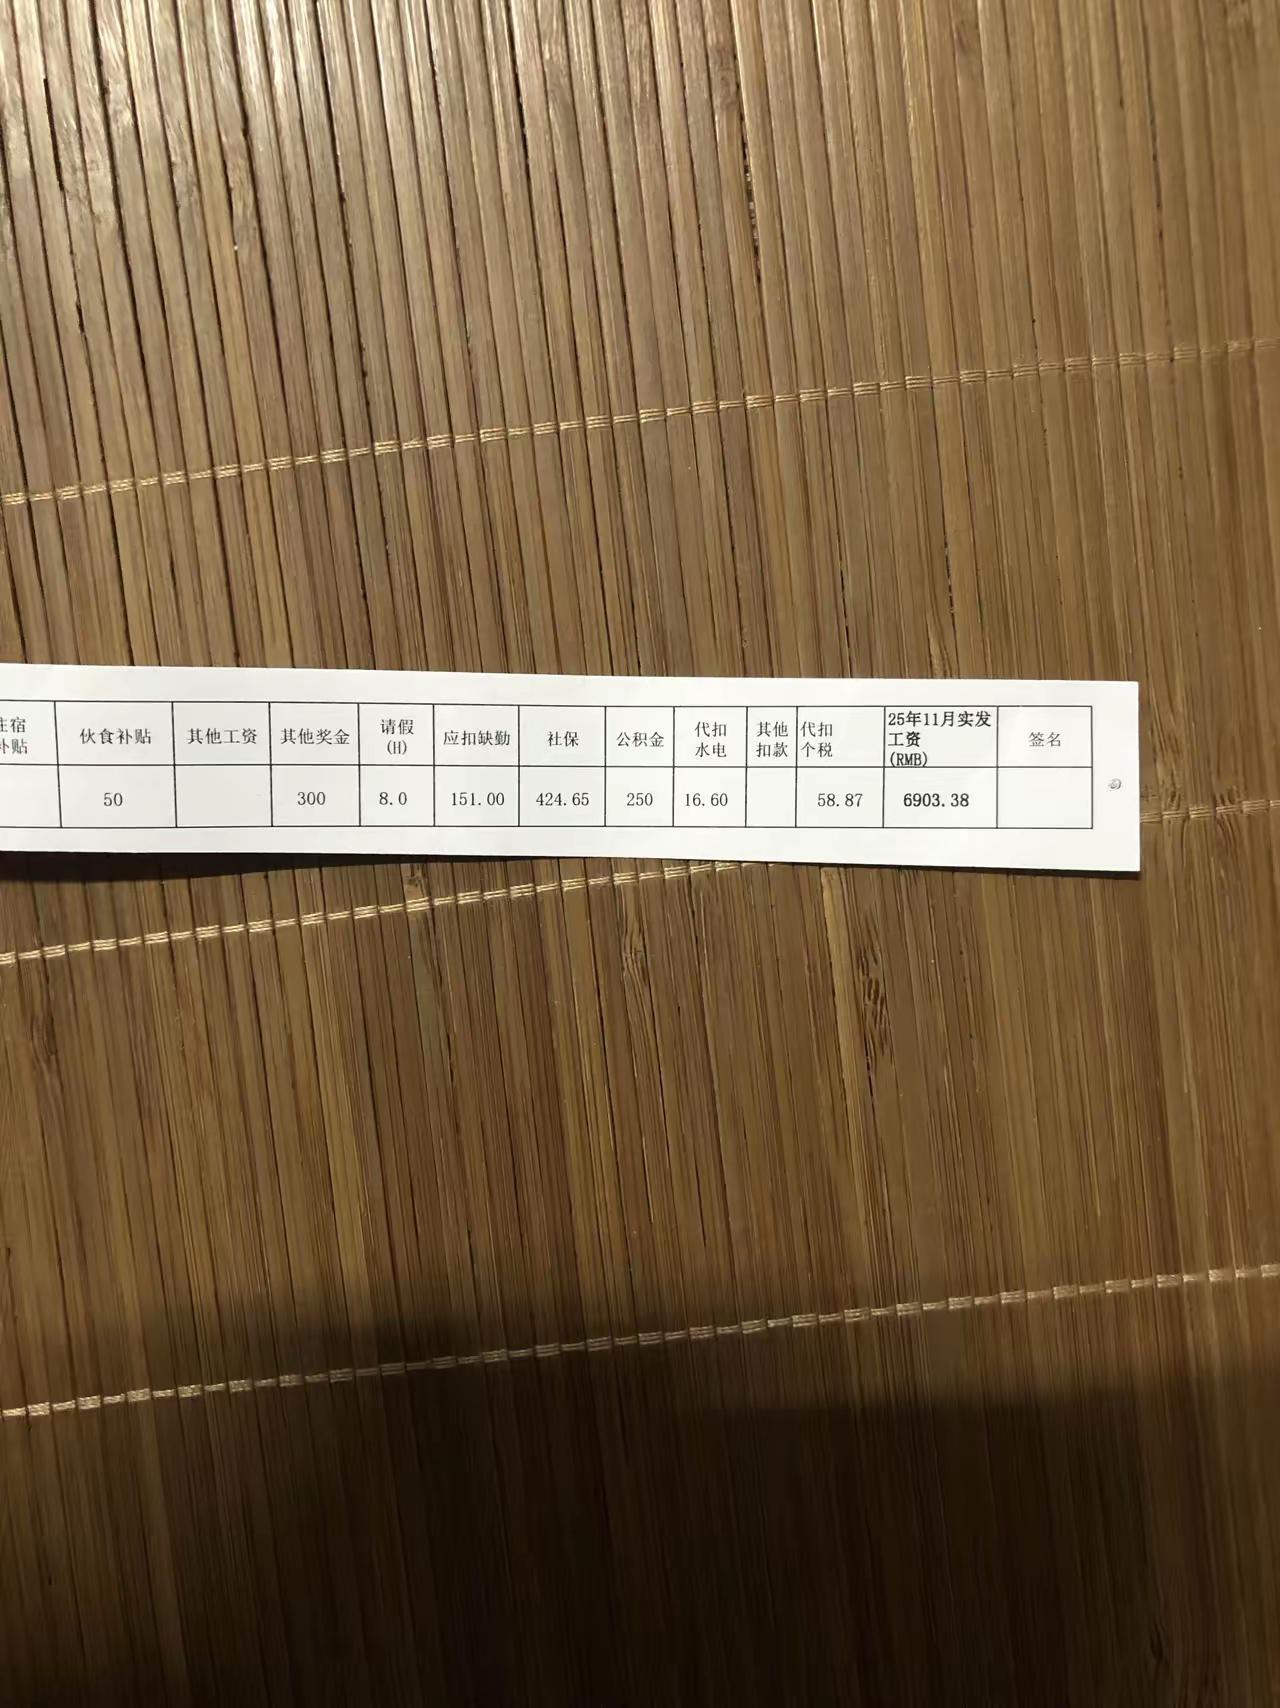 住宿
补贴
伙食补贴
其他工资
其他奖金
请假
(H)
应扣缺勤
社保
公积金
代扣
水电
其他
扣款
代扣
个税
25年11月实发
工资
(RMB)
签名
50
300
8.0
151.00
424.65
250
16.60
58.87
6903.38